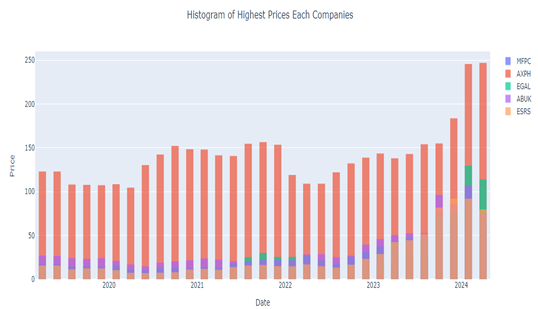 Histogram of Highest Prices Each Companies
250
200
150
100
50
0
Price
2020
2021
2022
2023
2024
Date
MFPC
AXPH
EGAL
ABUK
ESRS